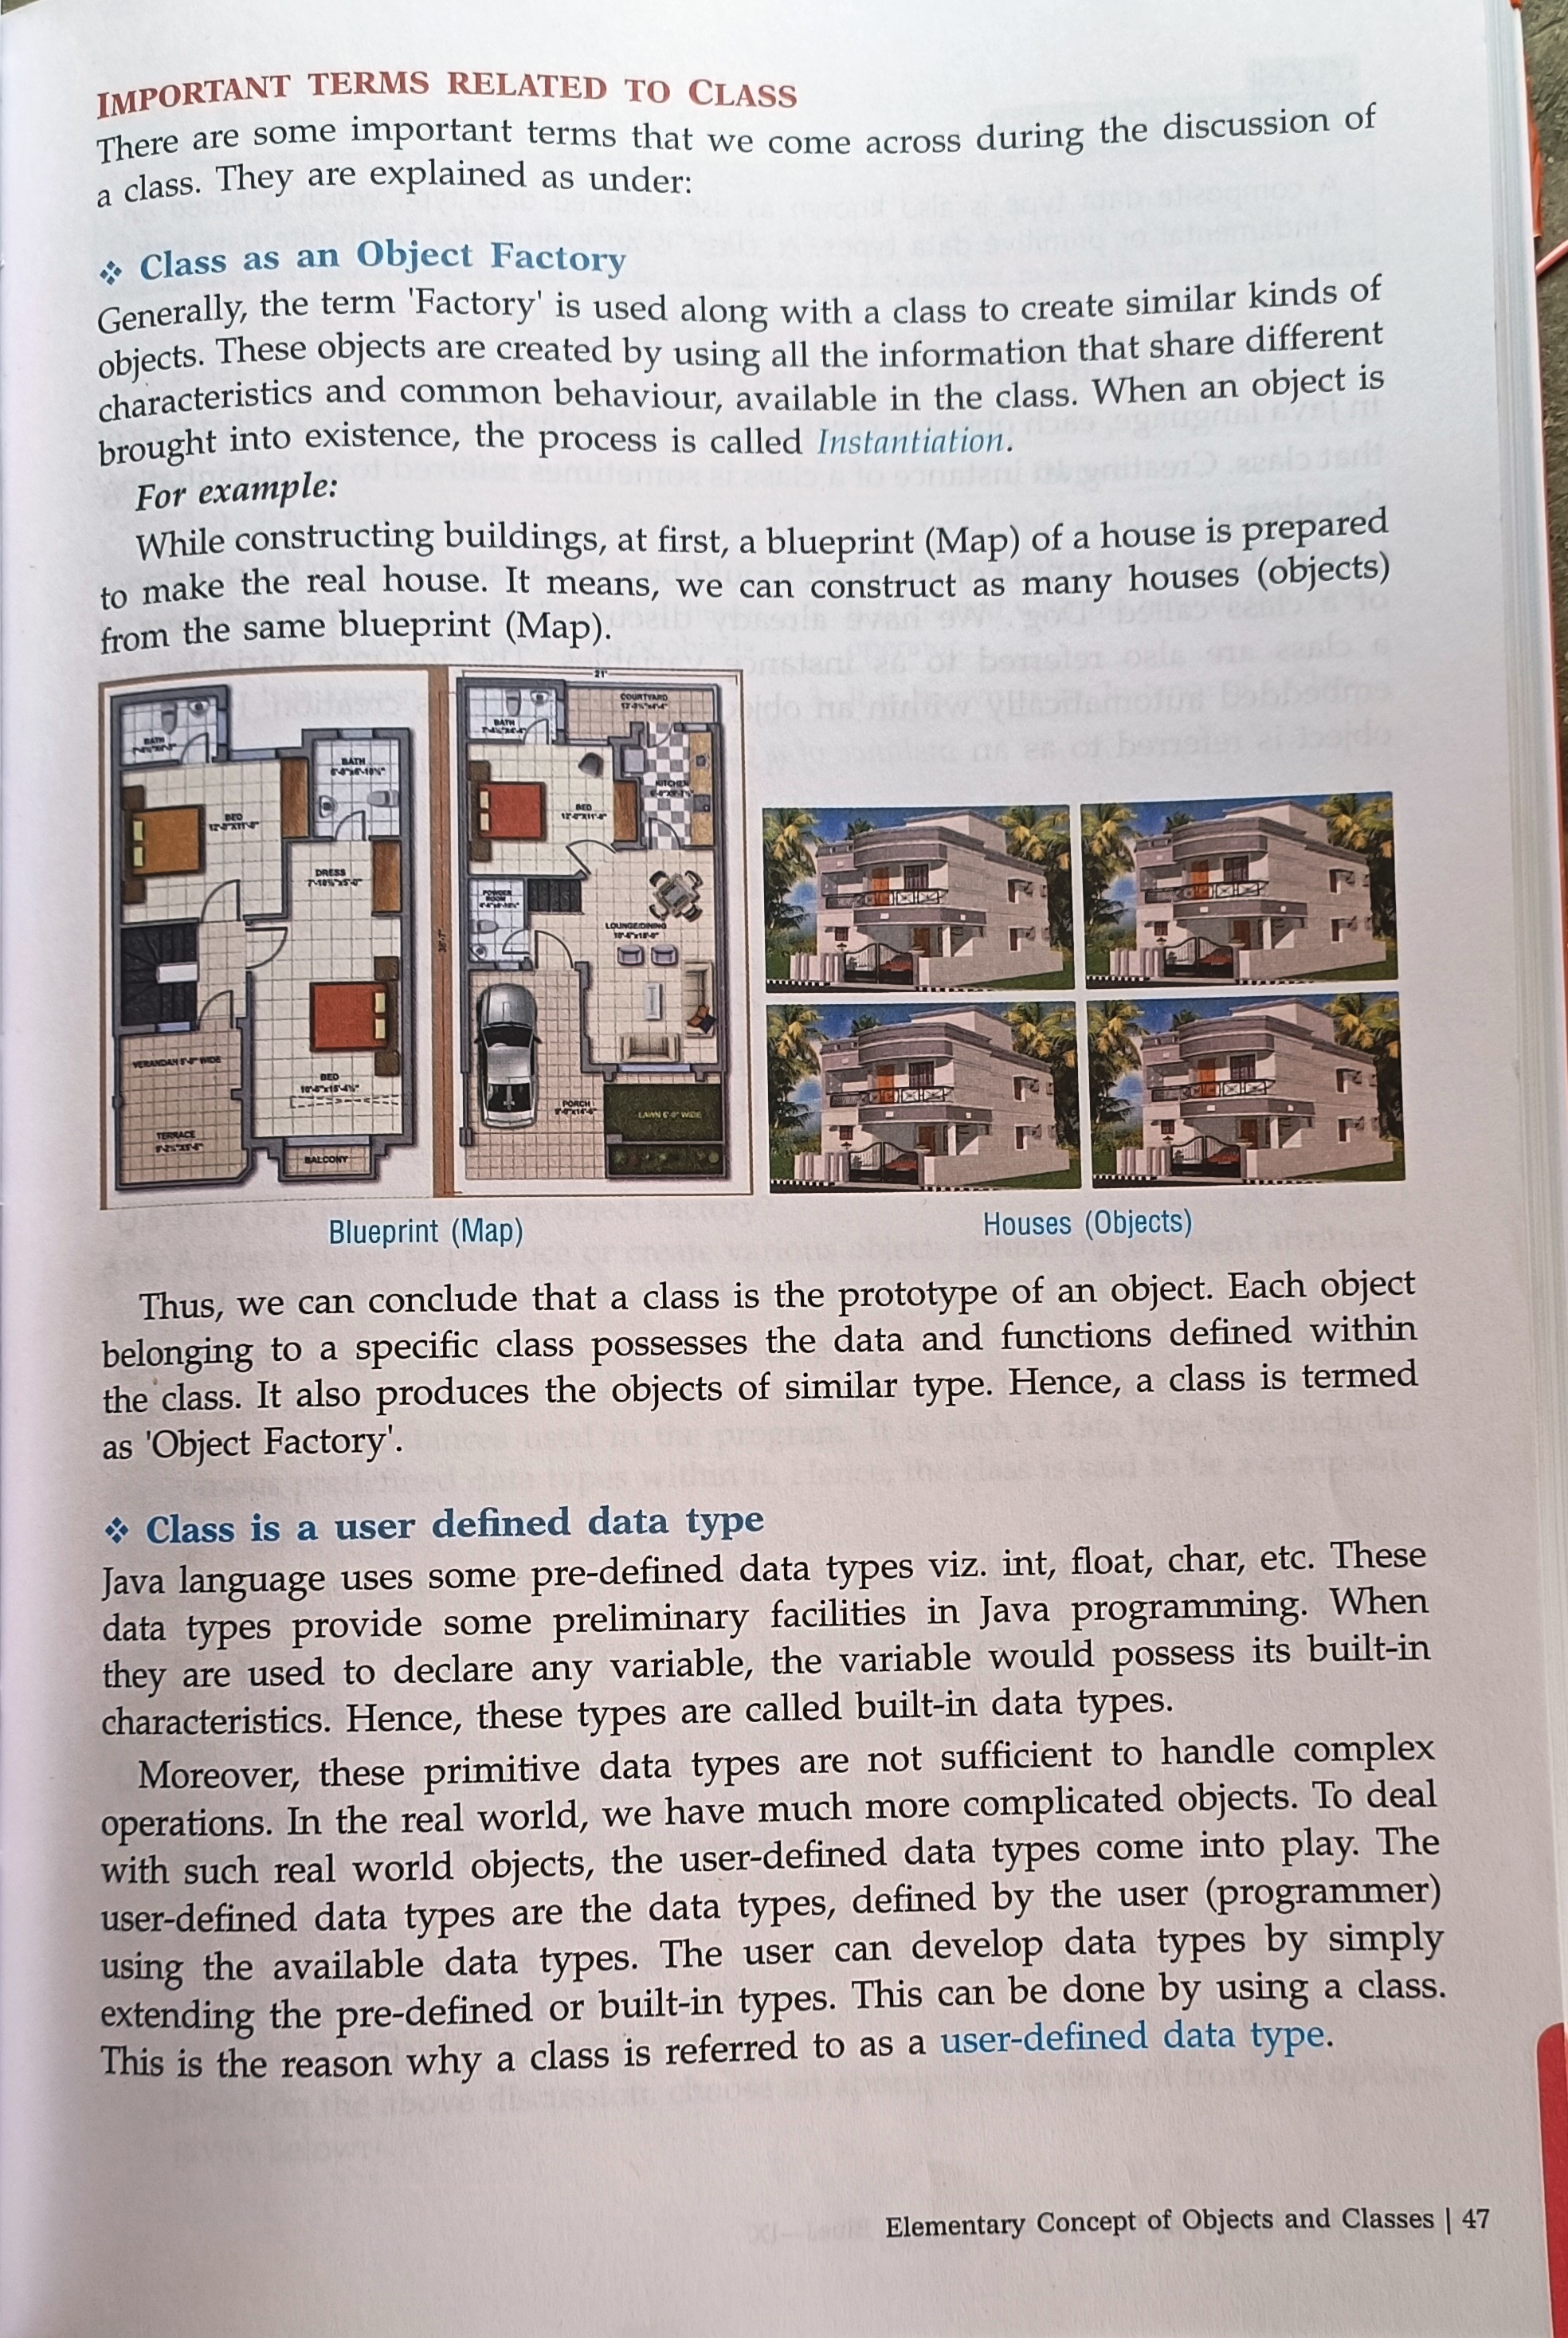 IMPORTANT TERMS RELATED TO CLASS
There are some important terms that we come across during the discussion of
a class. They are explained as under:
❖ Class as an Object Factory
Generally, the term 'Factory' is used along with a class to create similar kinds of
objects. These objects are created by using all the information that share different
characteristics and common behaviour, available in the class. When an object is
brought into existence, the process is called Instantiation.
For example:
While constructing buildings, at first, a blueprint (Map) of a house is prepared
to make the real house. It means, we can construct as many houses (objects)
from the same blueprint (Map).
BATH
BATH
BED
DRESS
VERANDAH
WIDE
BED
TERRACE
BALCONY
21'
COURTYARD
BATH
KITCHEN
BED
POWDER
ROOM
LOUNGE/DINING
PORCH
LAWN 6'-0" WIDE
Blueprint (Map)
Houses (Objects)
Thus, we can conclude that a class is the prototype of an object. Each object
belonging to a specific class possesses the data and functions defined within
the class. It also produces the objects of similar type. Hence, a class is termed
as 'Object Factory'.
❖ Class is a user defined data type
Java language uses some pre-defined data types viz. int, float, char, etc. These
data types provide some preliminary facilities in Java programming. When
they are used to declare any variable, the variable would possess its built-in
characteristics. Hence, these types are called built-in data types.
Moreover, these primitive data types are not sufficient to handle complex
operations. In the real world, we have much more complicated objects. To deal
with such real world objects, the user-defined data types come into play. The
user-defined data types are the data types, defined by the user (programmer)
using the available data types. The user can develop data types by simply
extending the pre-defined or built-in types. This can be done by using a class.
This is the reason why a class is referred to as a user-defined data type.
Elementary Concept of Objects and Classes | 47